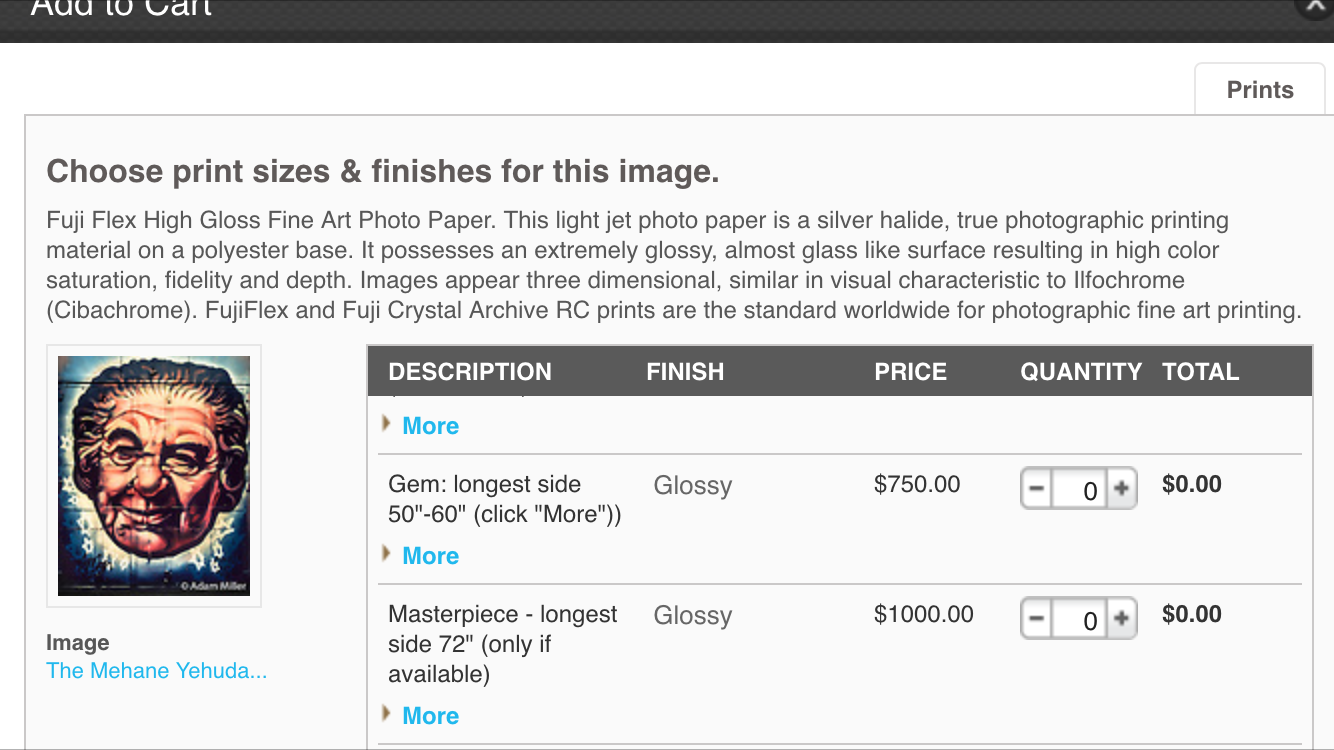 Add to Cart
Prints
Choose print sizes & finishes for this image.
Fuji Flex High Gloss Fine Art Photo Paper. This light jet photo paper is a silver halide, true photographic printing
material on a polyester base. It possesses an extremely glossy, almost glass like surface resulting in high color
saturation, fidelity and depth. Images appear three dimensional, similar in visual characteristic to Ilfochrome
(Cibachrome). FujiFlex and Fuji Crystal Archive RC prints are the standard worldwide for photographic fine art printing.
© Adam Miller
Image
The Mehane Yehuda...
DESCRIPTION FINISH PRICE QUANTITY TOTAL
More
Gem: longest side Glossy $750.00 − 0 + $0.00
50"-60" (click "More"))
More
Masterpiece - longest Glossy $1000.00 − 0 + $0.00
side 72" (only if
available)
More